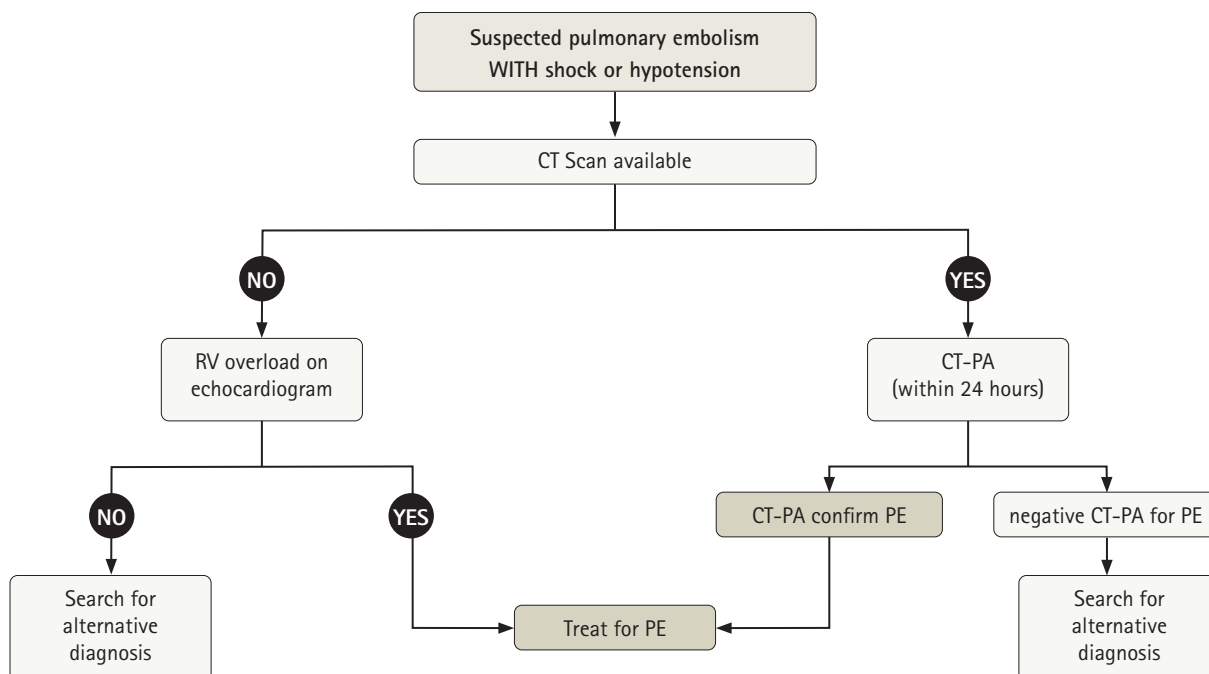 Suspected pulmonary embolism
WITH shock or hypotension
CT Scan available
NO
YES
RV overload on
echocardiogram
CT-PA
(within 24 hours)
NO
YES
CT-PA confirm PE
negative CT-PA for PE
Search for
alternative
diagnosis
Treat for PE
Search for
alternative
diagnosis